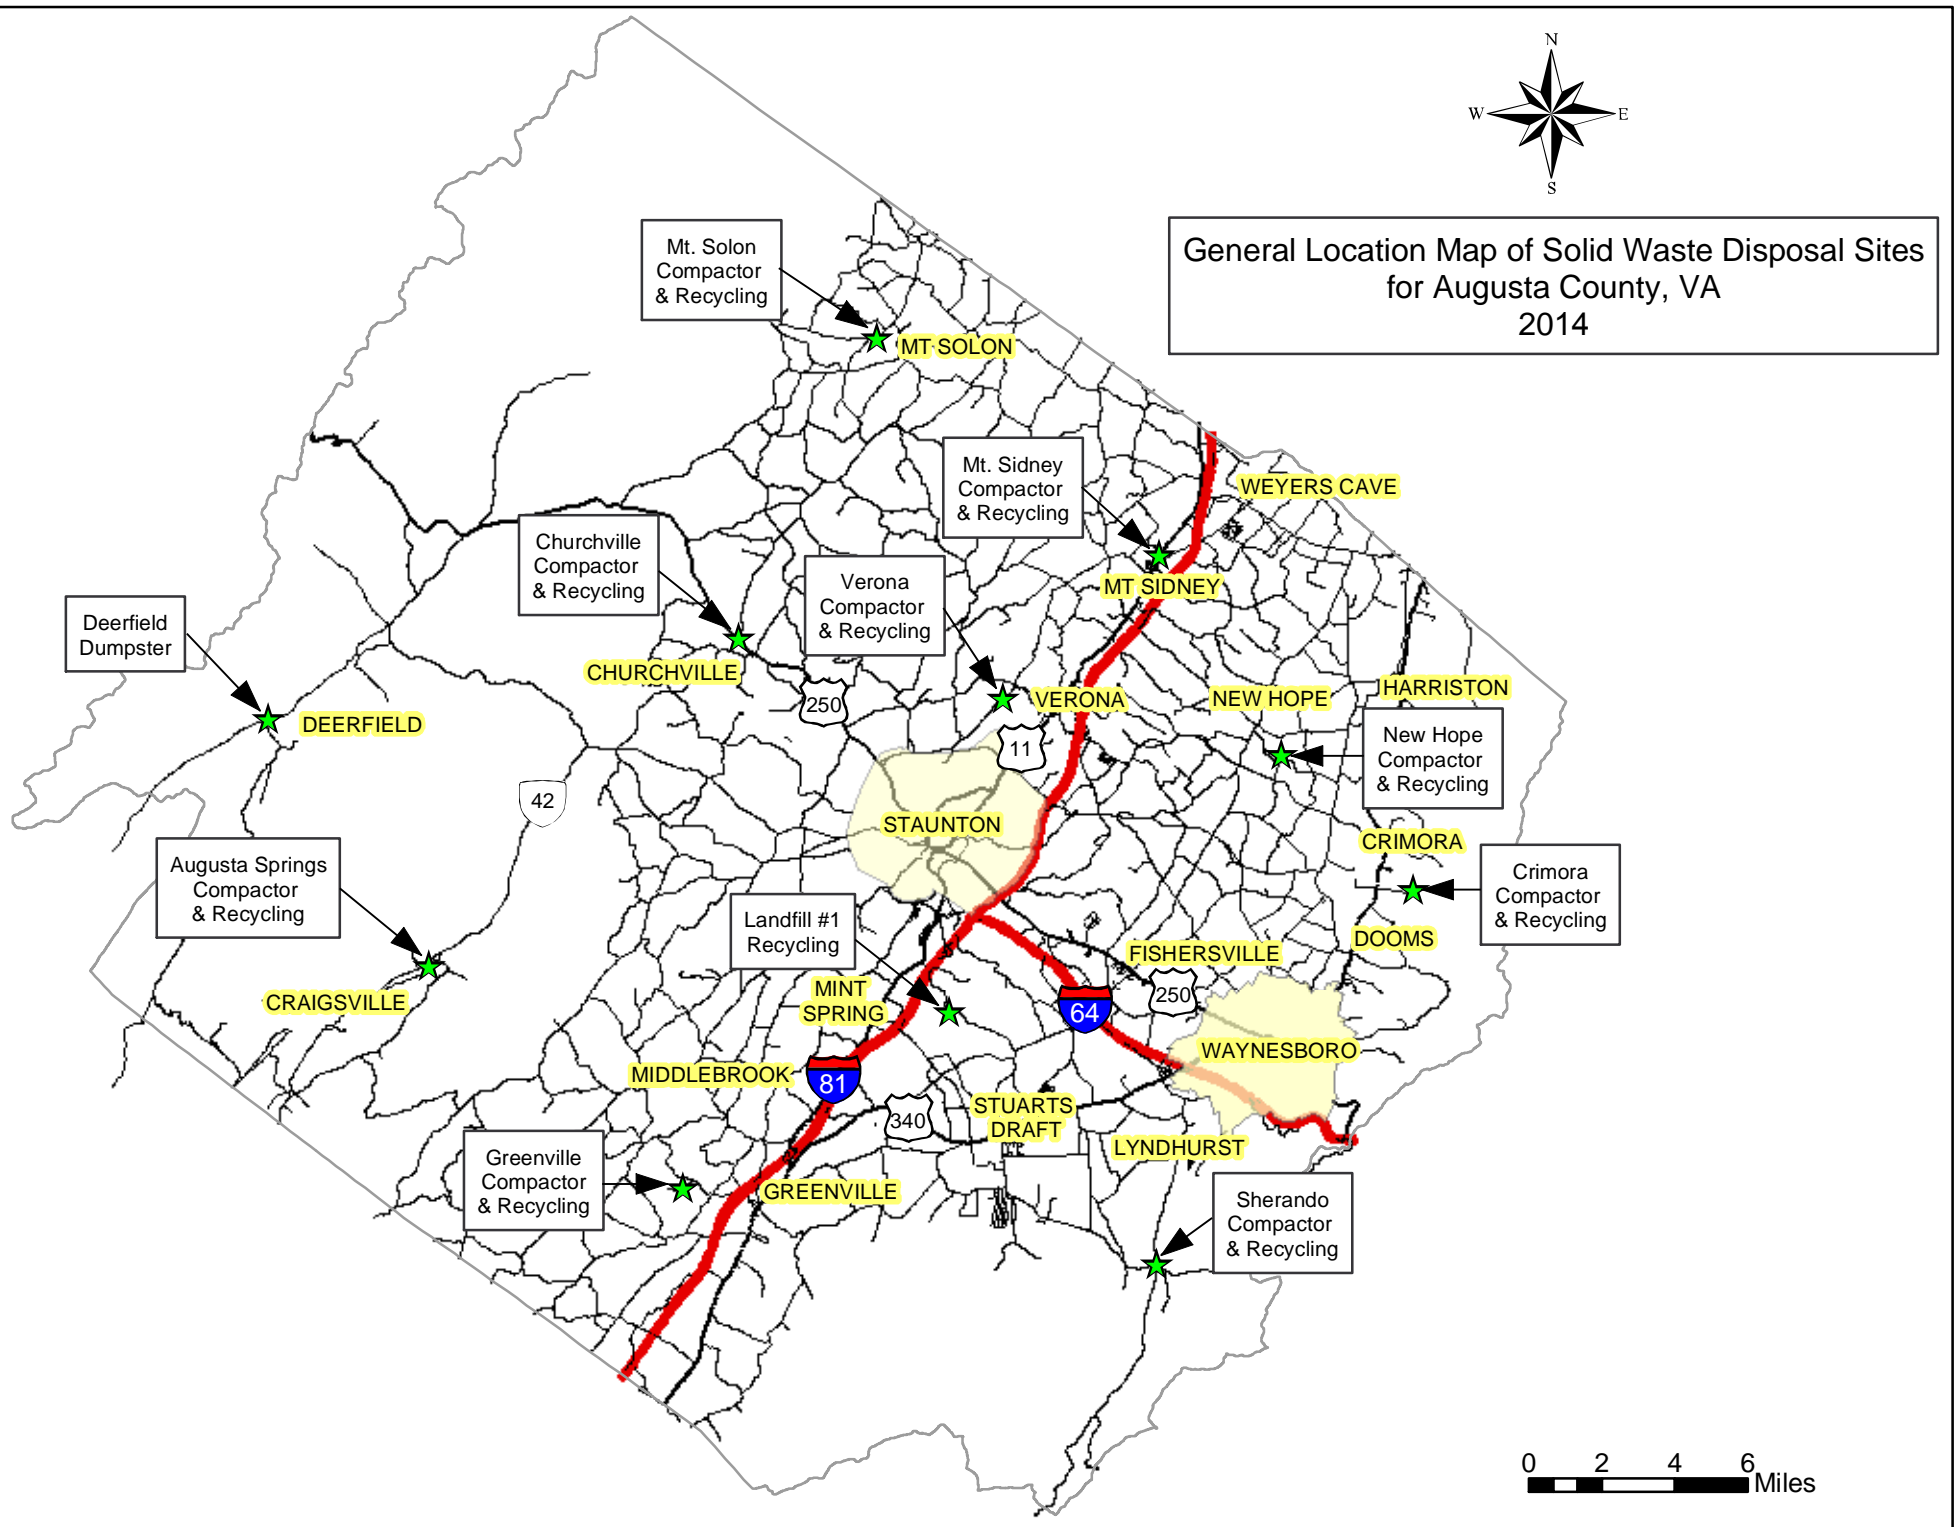 N
W
E
S
General Location Map of Solid Waste Disposal Sites
for Augusta County, VA
2014
Mt. Solon
Compactor
& Recycling
MT SOLON
Mt. Sidney
Compactor
& Recycling
WEYERS CAVE
MT SIDNEY
Churchville
Compactor
& Recycling
CHURCHVILLE
Verona
Compactor
& Recycling
VERONA
Deerfield
Dumpster
DEERFIELD
250
11
NEW HOPE
HARRISTON
New Hope
Compactor
& Recycling
42
STAUNTON
CRIMORA
Crimora
Compactor
& Recycling
Augusta Springs
Compactor
& Recycling
CRAIGSVILLE
Landfill #1
Recycling
MINT
SPRING
DOOMS
FISHERSVILLE
250
64
WAYNESBORO
MIDDLEBROOK
81
340
STUARTS
DRAFT
LYNDHURST
Greenville
Compactor
& Recycling
GREENVILLE
Sherando
Compactor
& Recycling
0 2 4 6
Miles